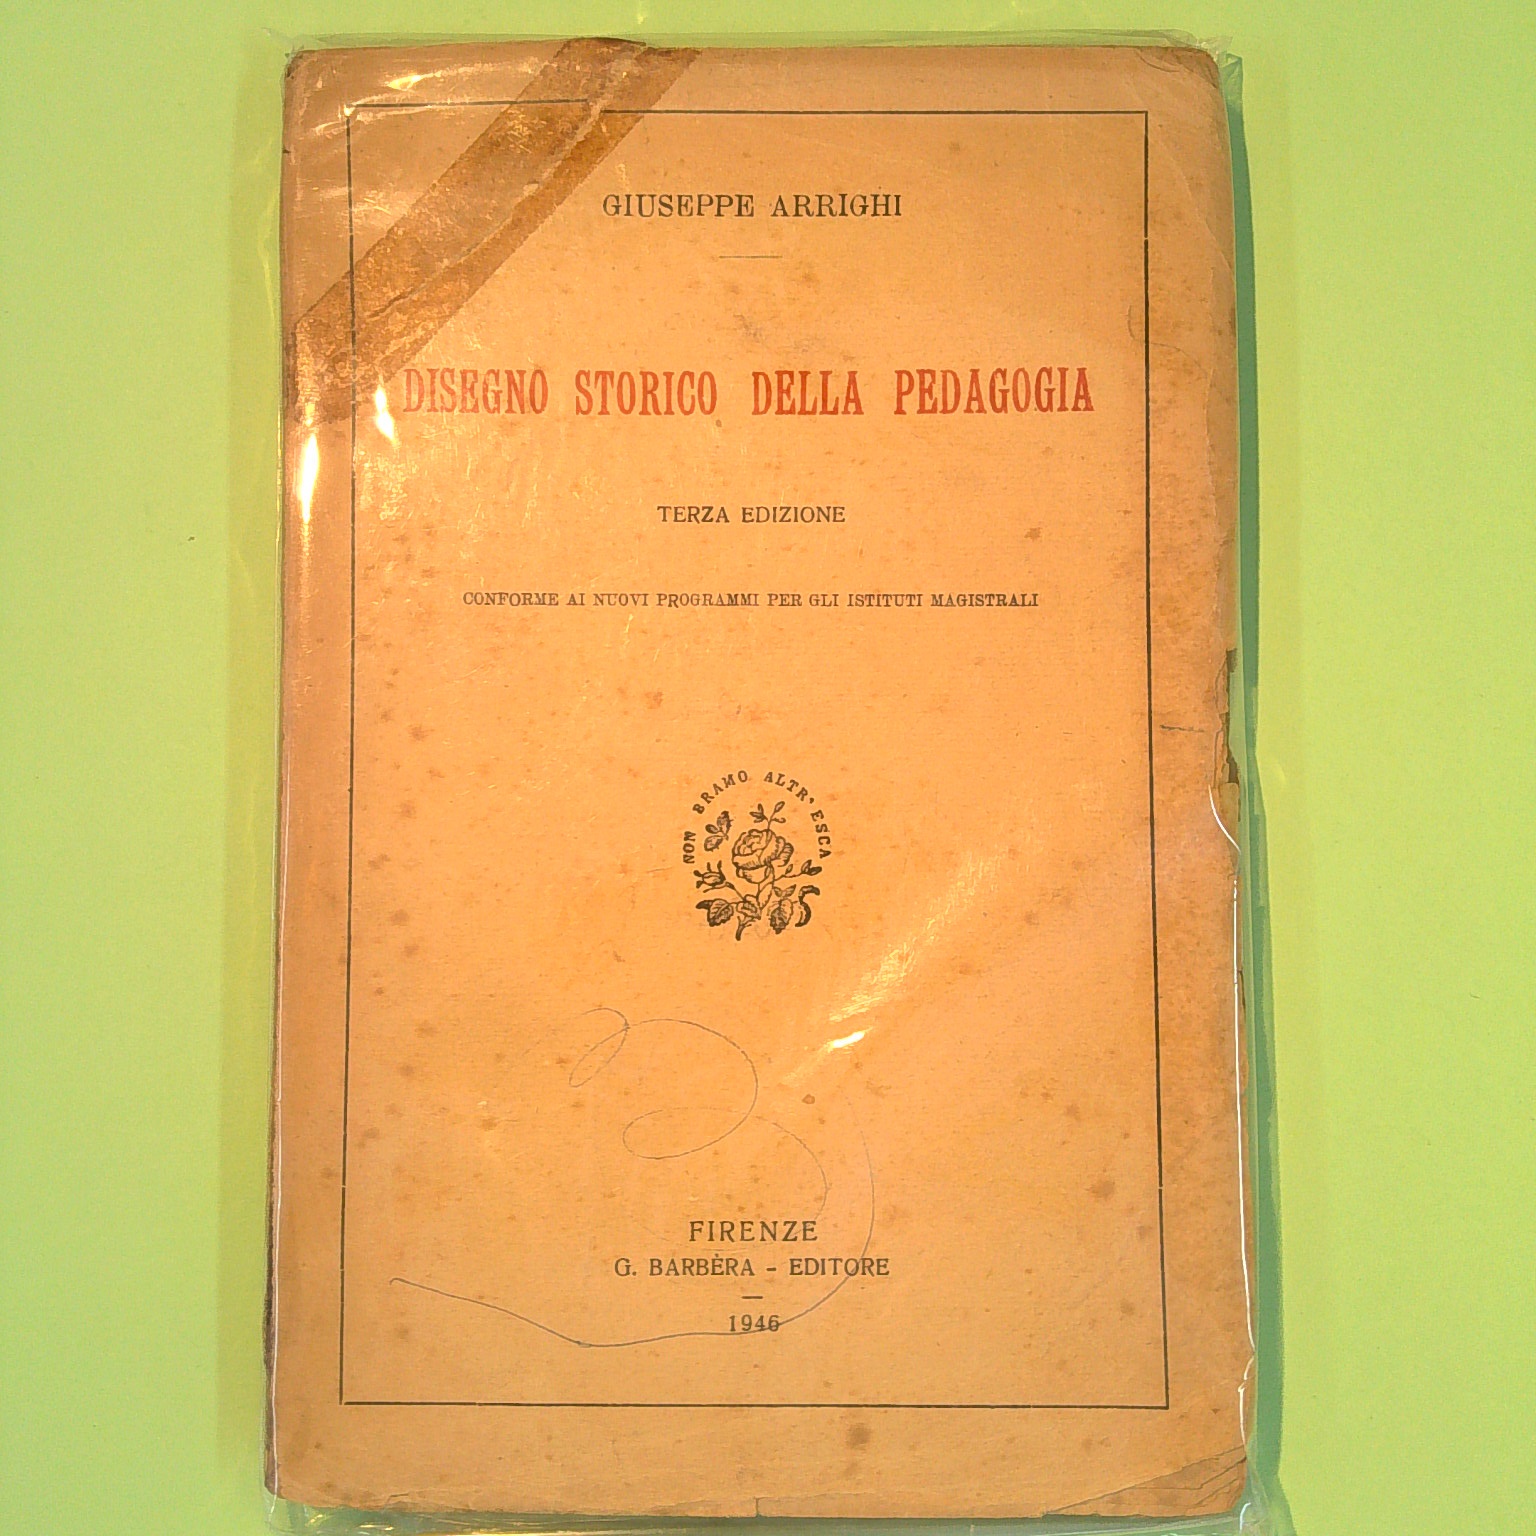 GIUSEPPE ARRIGHI
DISEGNO STORICO DELLA PEDAGOGIA
TERZA EDIZIONE
CONFORME AI NUOVI PROGRAMMI PER GLI ISTITUTI MAGISTRALI
NON BRAMO ALTR' ESCA
FIRENZE
G. BARBÈRA - EDITORE
1946